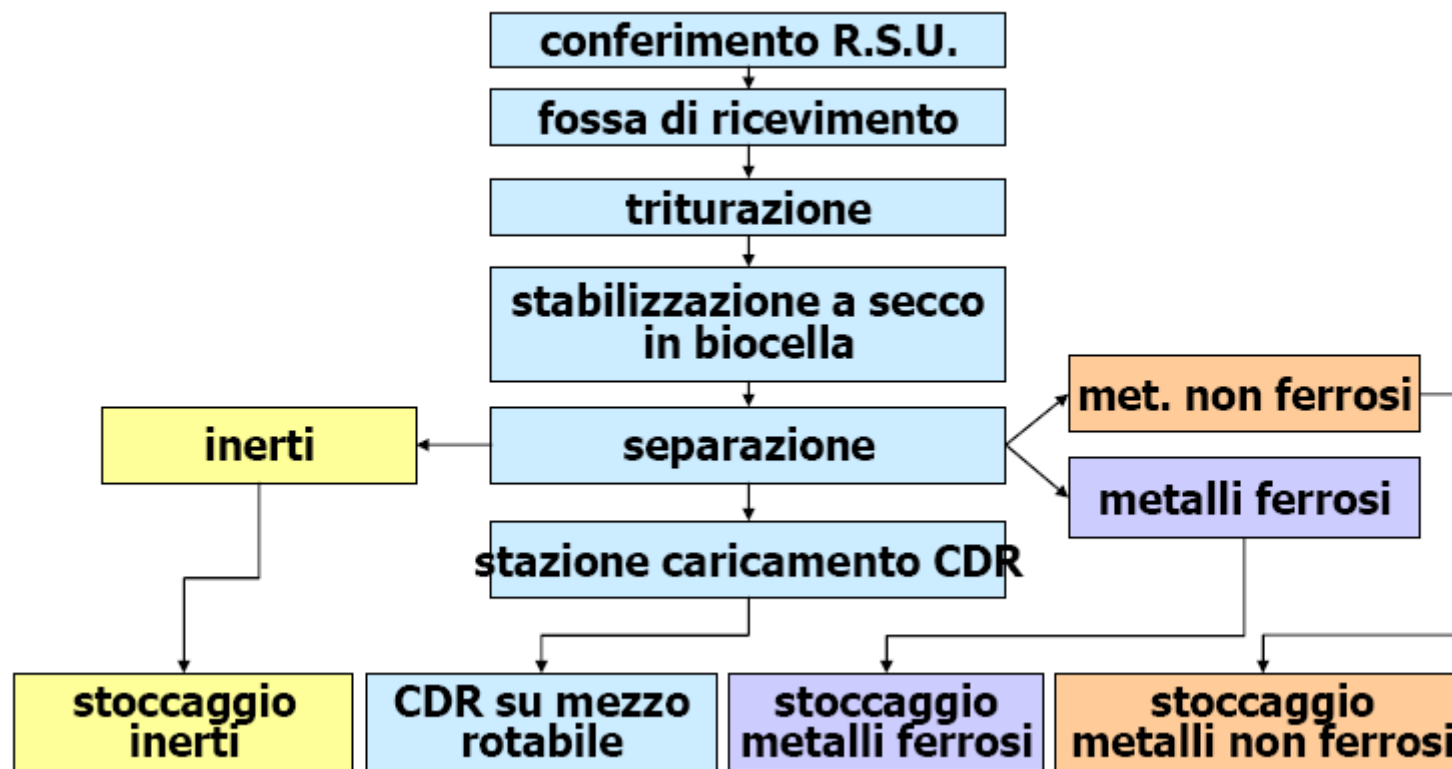 conferimento R.S.U.
fossa di ricevimento
triturazione
stabilizzazione a secco
in biocella
met. non ferrosi
inerti
separazione
metalli ferrosi
stazione caricamento CDR
stoccaggio
inerti
CDR su mezzo
rotabile
stoccaggio
metalli ferrosi
stoccaggio
metalli non ferrosi